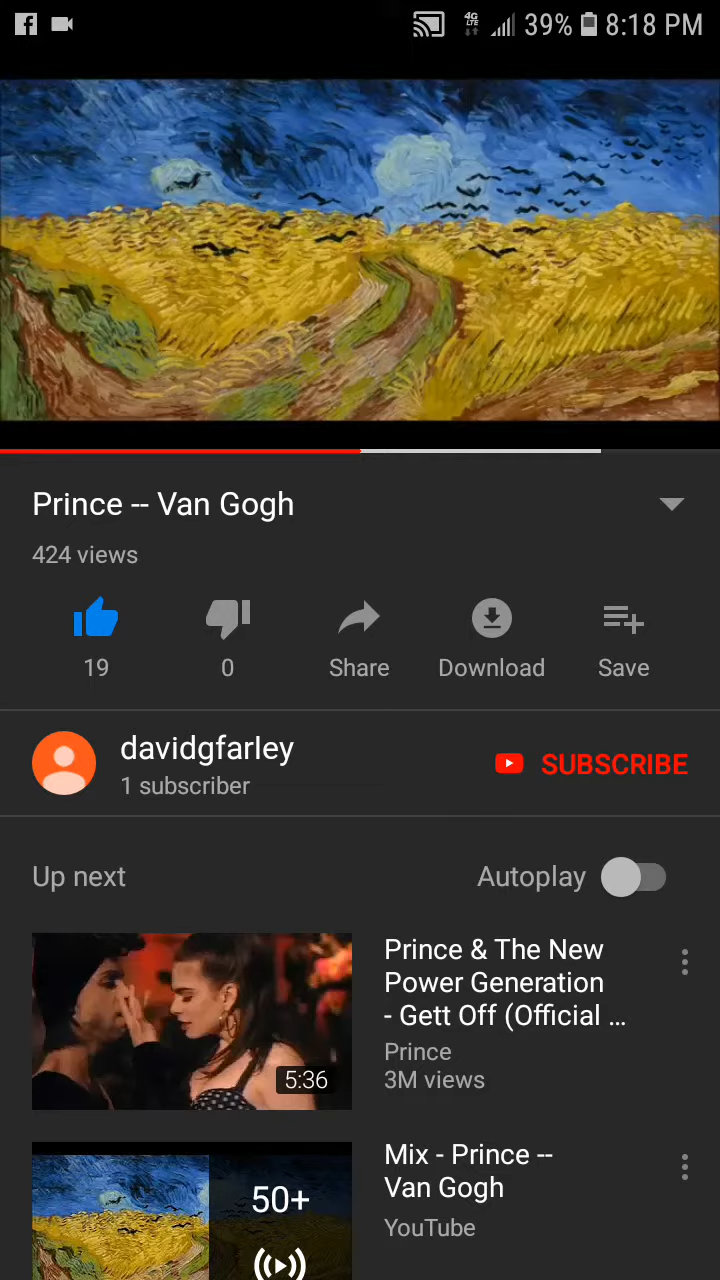 4G LTE 39% 8:18 PM
Prince -- Van Gogh
424 views
19
0
Share
Download
Save
davidgfarley
1 subscriber
SUBSCRIBE
Up next
Autoplay
5:36
Prince & The New
Power Generation
- Gett Off (Official ...
Prince
3M views
50+
Mix - Prince --
Van Gogh
YouTube